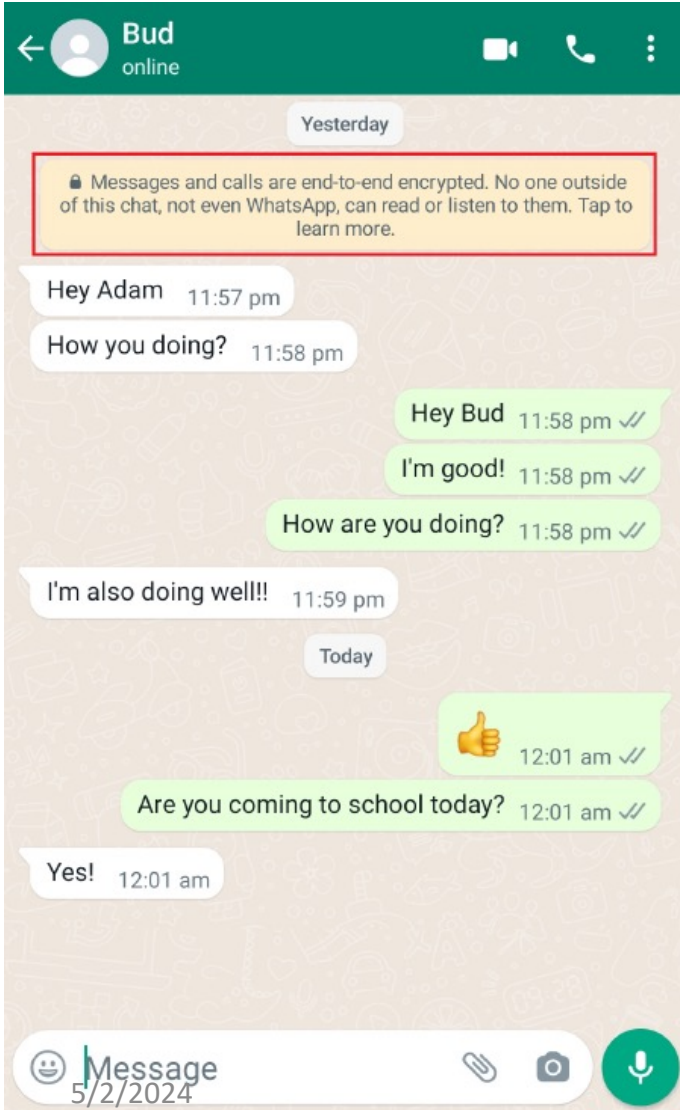 Bud
online
Yesterday
Messages and calls are end-to-end encrypted. No one outside
of this chat, not even WhatsApp, can read or listen to them. Tap to
learn more.
Hey Adam 11:57 pm
How you doing? 11:58 pm
Hey Bud 11:58 pm
I'm good! 11:58 pm
How are you doing? 11:58 pm
I'm also doing well!! 11:59 pm
Today
👍 12:01 am
Are you coming to school today? 12:01 am
Yes! 12:01 am
Message
5/2/2024